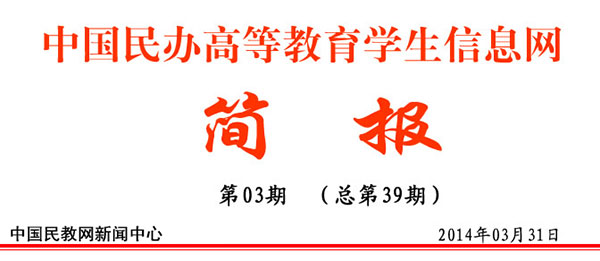 中国民办高等教育学生信息网
简 报
第03期 （总第39期）
中国民教网新闻中心 2014年03月31日